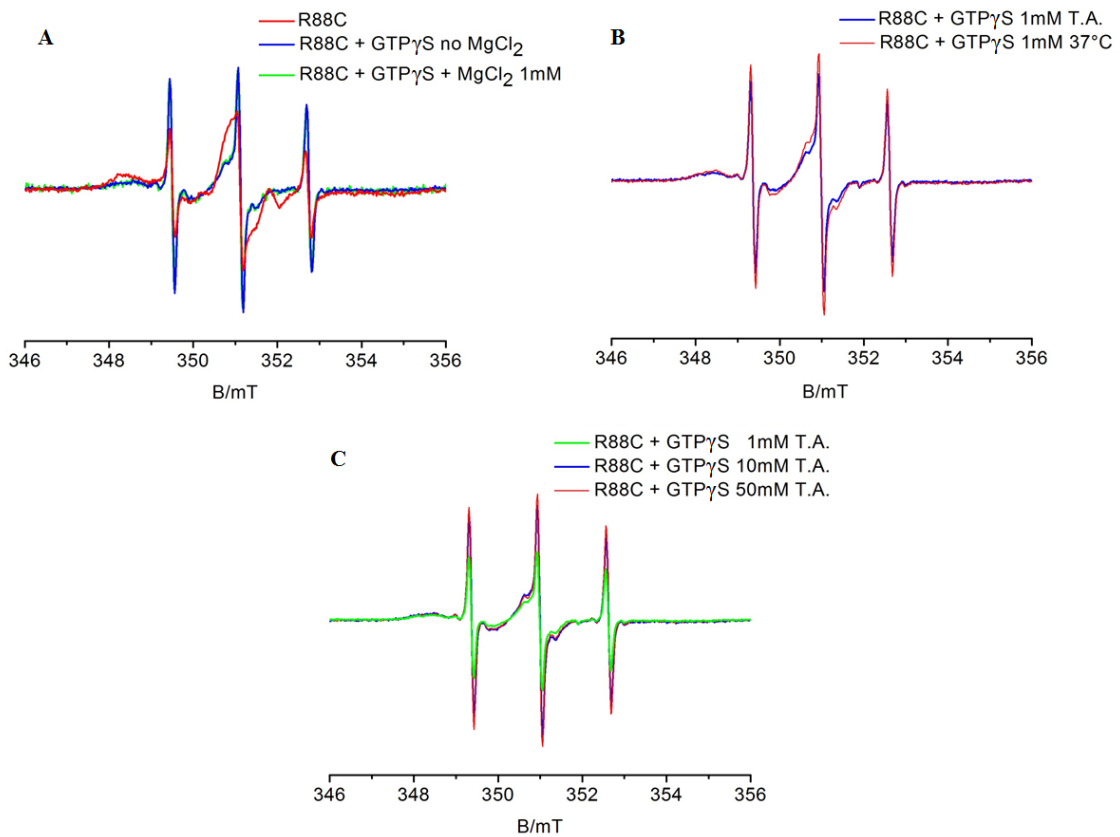 A
R88C
R88C + GTPγS no MgCl2
R88C + GTPγS + MgCl2 1mM
346 348 350 352 354 356
B/mT
B
R88C + GTPγS 1mM T.A.
R88C + GTPγS 1mM 37°C
346 348 350 352 354 356
B/mT
C
R88C + GTPγS 1mM T.A.
R88C + GTPγS 10mM T.A.
R88C + GTPγS 50mM T.A.
346 348 350 352 354 356
B/mT